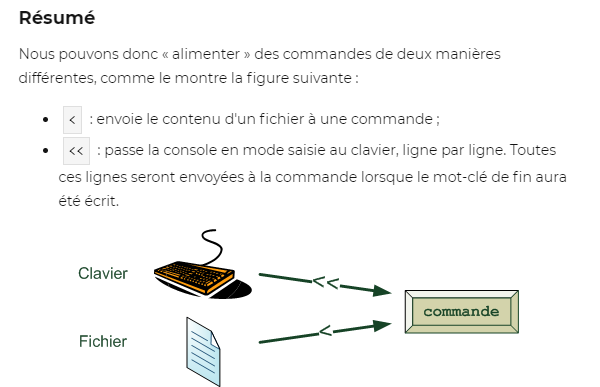 Résumé
Nous pouvons donc « alimenter » des commandes de deux manières
différentes, comme le montre la figure suivante :
• < : envoie le contenu d'un fichier à une commande ;
• << : passe la console en mode saisie au clavier, ligne par ligne. Toutes
ces lignes seront envoyées à la commande lorsque le mot-clé de fin aura
été écrit.
Clavier
<<
commande
Fichier
<